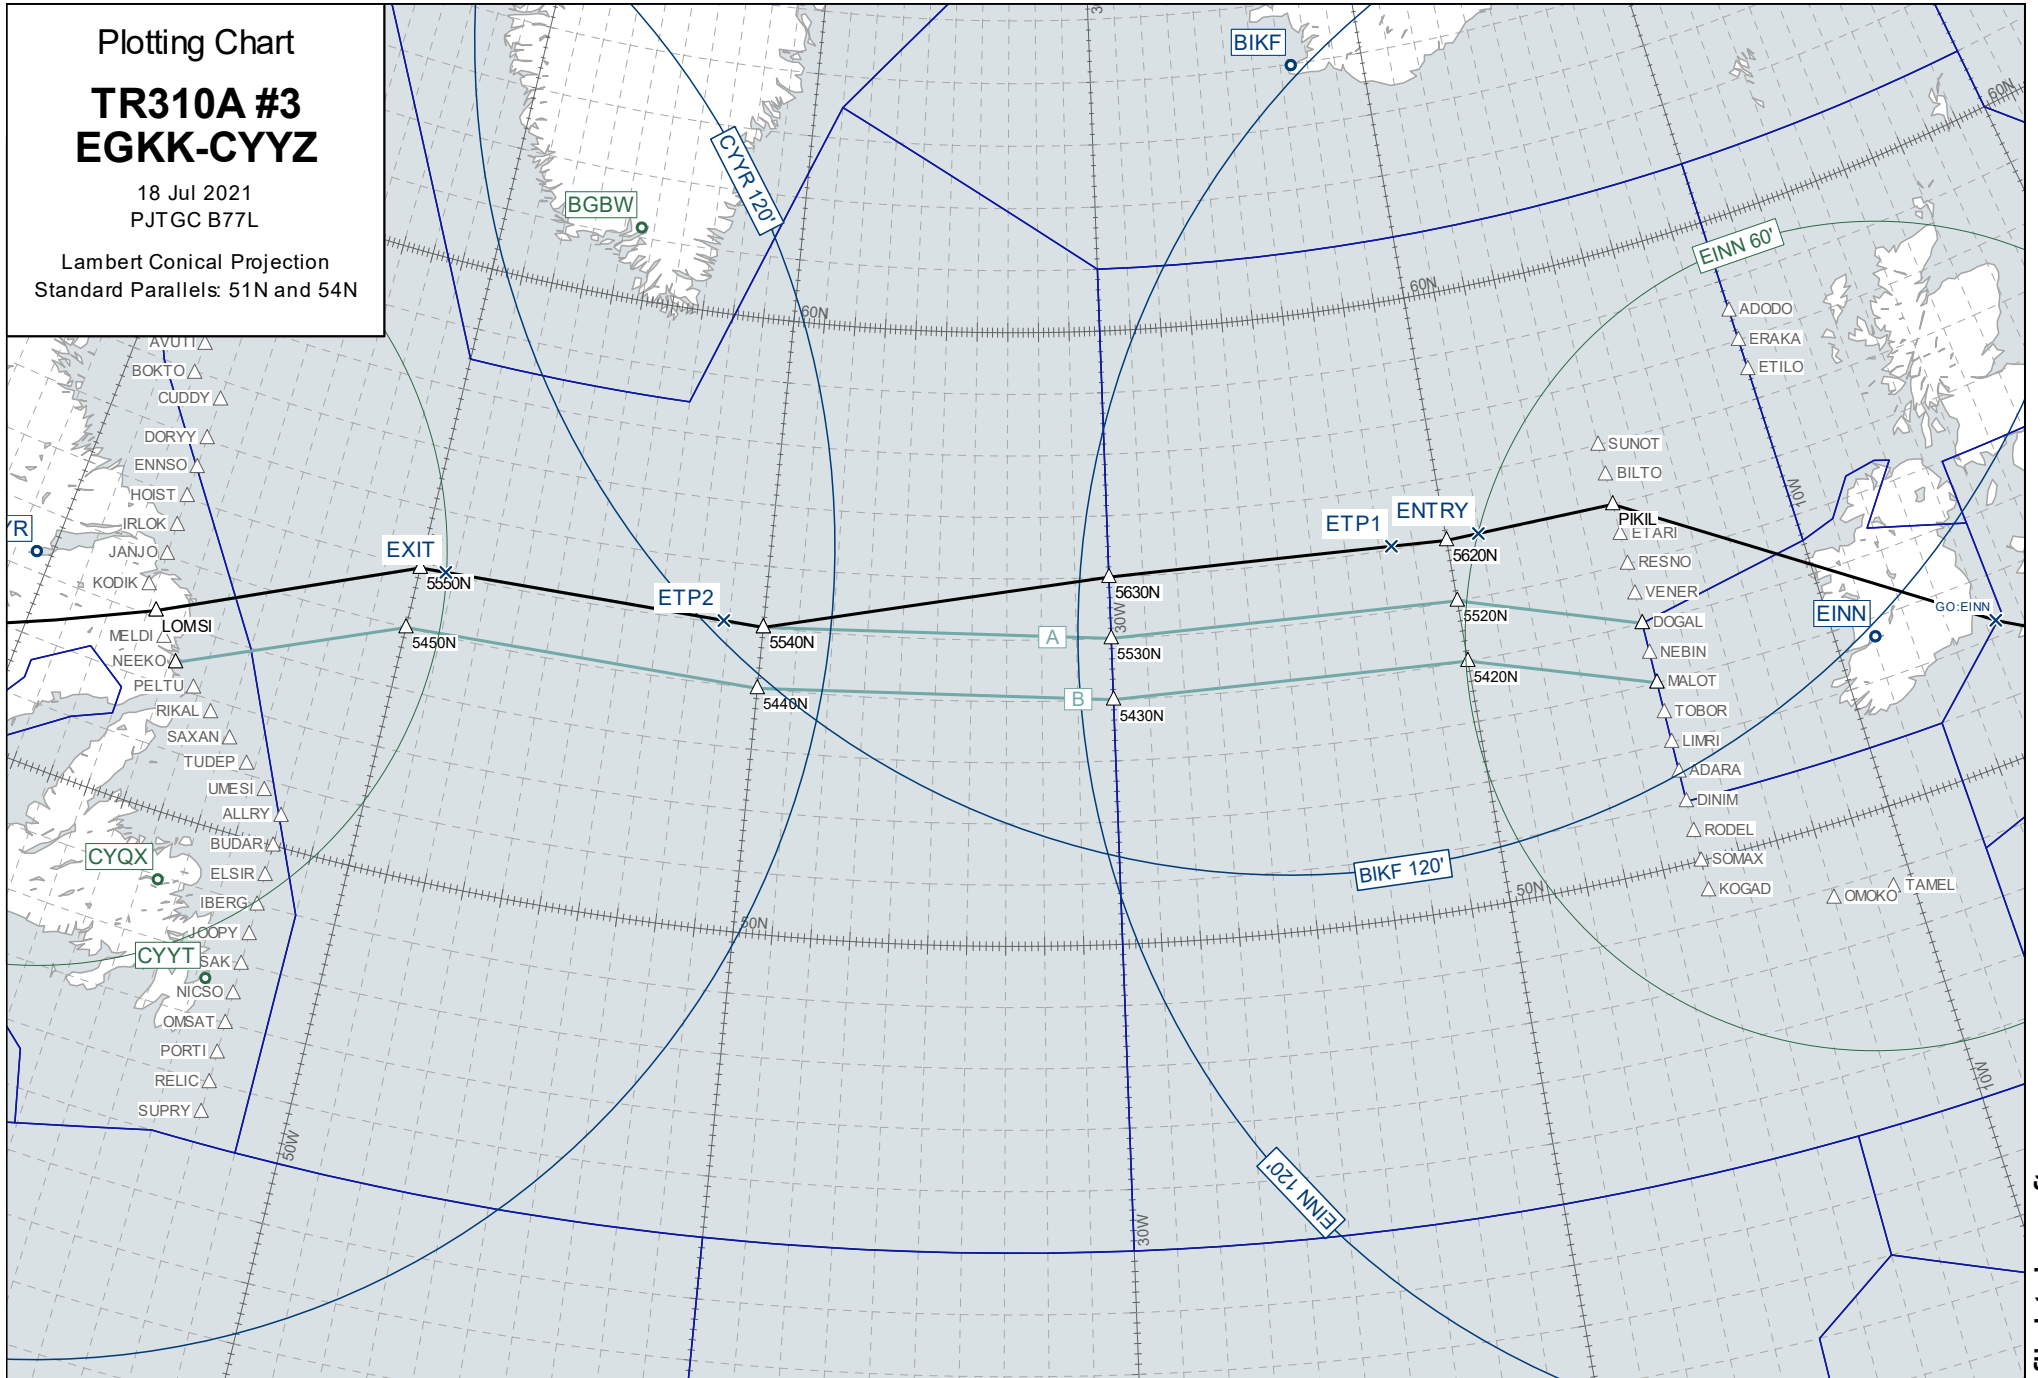 Plotting Chart
TR310A #3
EGKK-CYYZ
18 Jul 2021
PJTGC B77L
Lambert Conical Projection
Standard Parallels: 51N and 54N
BIKF
CYYR 120'
BGBW
60N
60N
60N
EINN 60'
ADODO
ERAKA
ETILO
AVUTI
BOKTO
CUDDY
DORYY
ENNSO
HOIST
IRLOK
JANJO
KODIK
LOMSI
MELDI
NEEKO
PELTU
RIKAL
SAXAN
TUDEP
UMESI
ALLRY
BUDAR
CYQX
ELSIR
IBERG
JOOPY
CYYT
SAK
NICSO
OMSAT
PORTI
RELIC
SUPRY
YR
EXIT
5550N
5450N
ETP2
5540N
5440N
A
B
5630N
30W
5530N
5430N
ETP1
ENTRY
5620N
5520N
5420N
SUNOT
BILTO
PIKIL
ETARI
RESNO
VENER
DOGAL
NEBIN
MALOT
TOBOR
LIMRI
ADARA
DINIM
RODEL
SOMAX
KOGAD
OMOKO
TAMEL
10W
EINN
GO:EINN
BIKF 120'
50N
50N
10W
50W
30W
EINN 120'